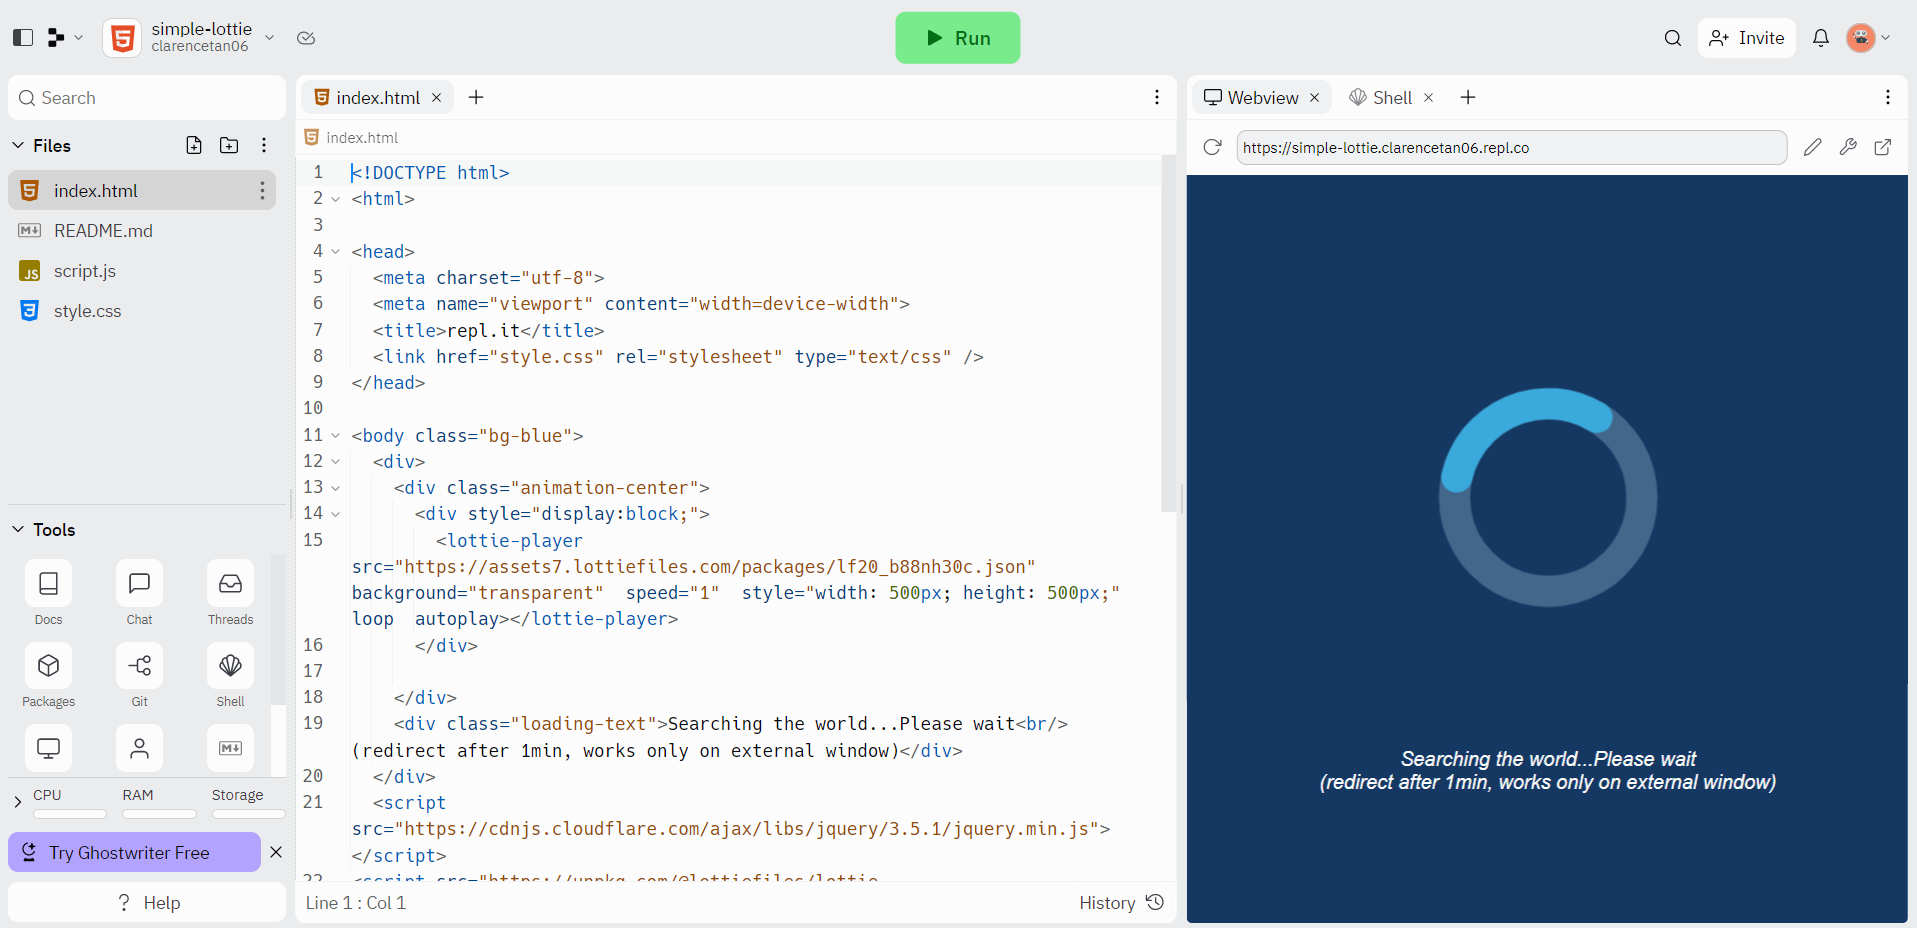 simple-lottie
clarencetan06
Run
Invite
Search
Files
index.html
README.md
script.js
style.css
Tools
Docs
Chat
Threads
Packages
Git
Shell
CPU
RAM
Storage
Try Ghostwriter Free
? Help
index.html
index.html
1 <!DOCTYPE html>
2 <html>
3
4 <head>
5 <meta charset="utf-8">
6 <meta name="viewport" content="width=device-width">
7 <title>repl.it</title>
8 <link href="style.css" rel="stylesheet" type="text/css" />
9 </head>
10
11 <body class="bg-blue">
12 <div>
13 <div class="animation-center">
14 <div style="display:block;">
15 <lottie-player
src="https://assets7.lottiefiles.com/packages/lf20_b88nh30c.json"
background="transparent"  speed="1"  style="width: 500px; height: 500px;"
loop  autoplay></lottie-player>
16 </div>
17
18 </div>
19 <div class="loading-text">Searching the world...Please wait<br/>
(redirect after 1min, works only on external window)</div>
20 </div>
21 <script
src="https://cdnjs.cloudflare.com/ajax/libs/jquery/3.5.1/jquery.min.js">
</script>
22 <script src="https://unpkg.com/@lottiefiles/lottie-
Line 1 : Col 1
History
Webview
Shell
https://simple-lottie.clarencetan06.repl.co
Searching the world...Please wait
(redirect after 1min, works only on external window)